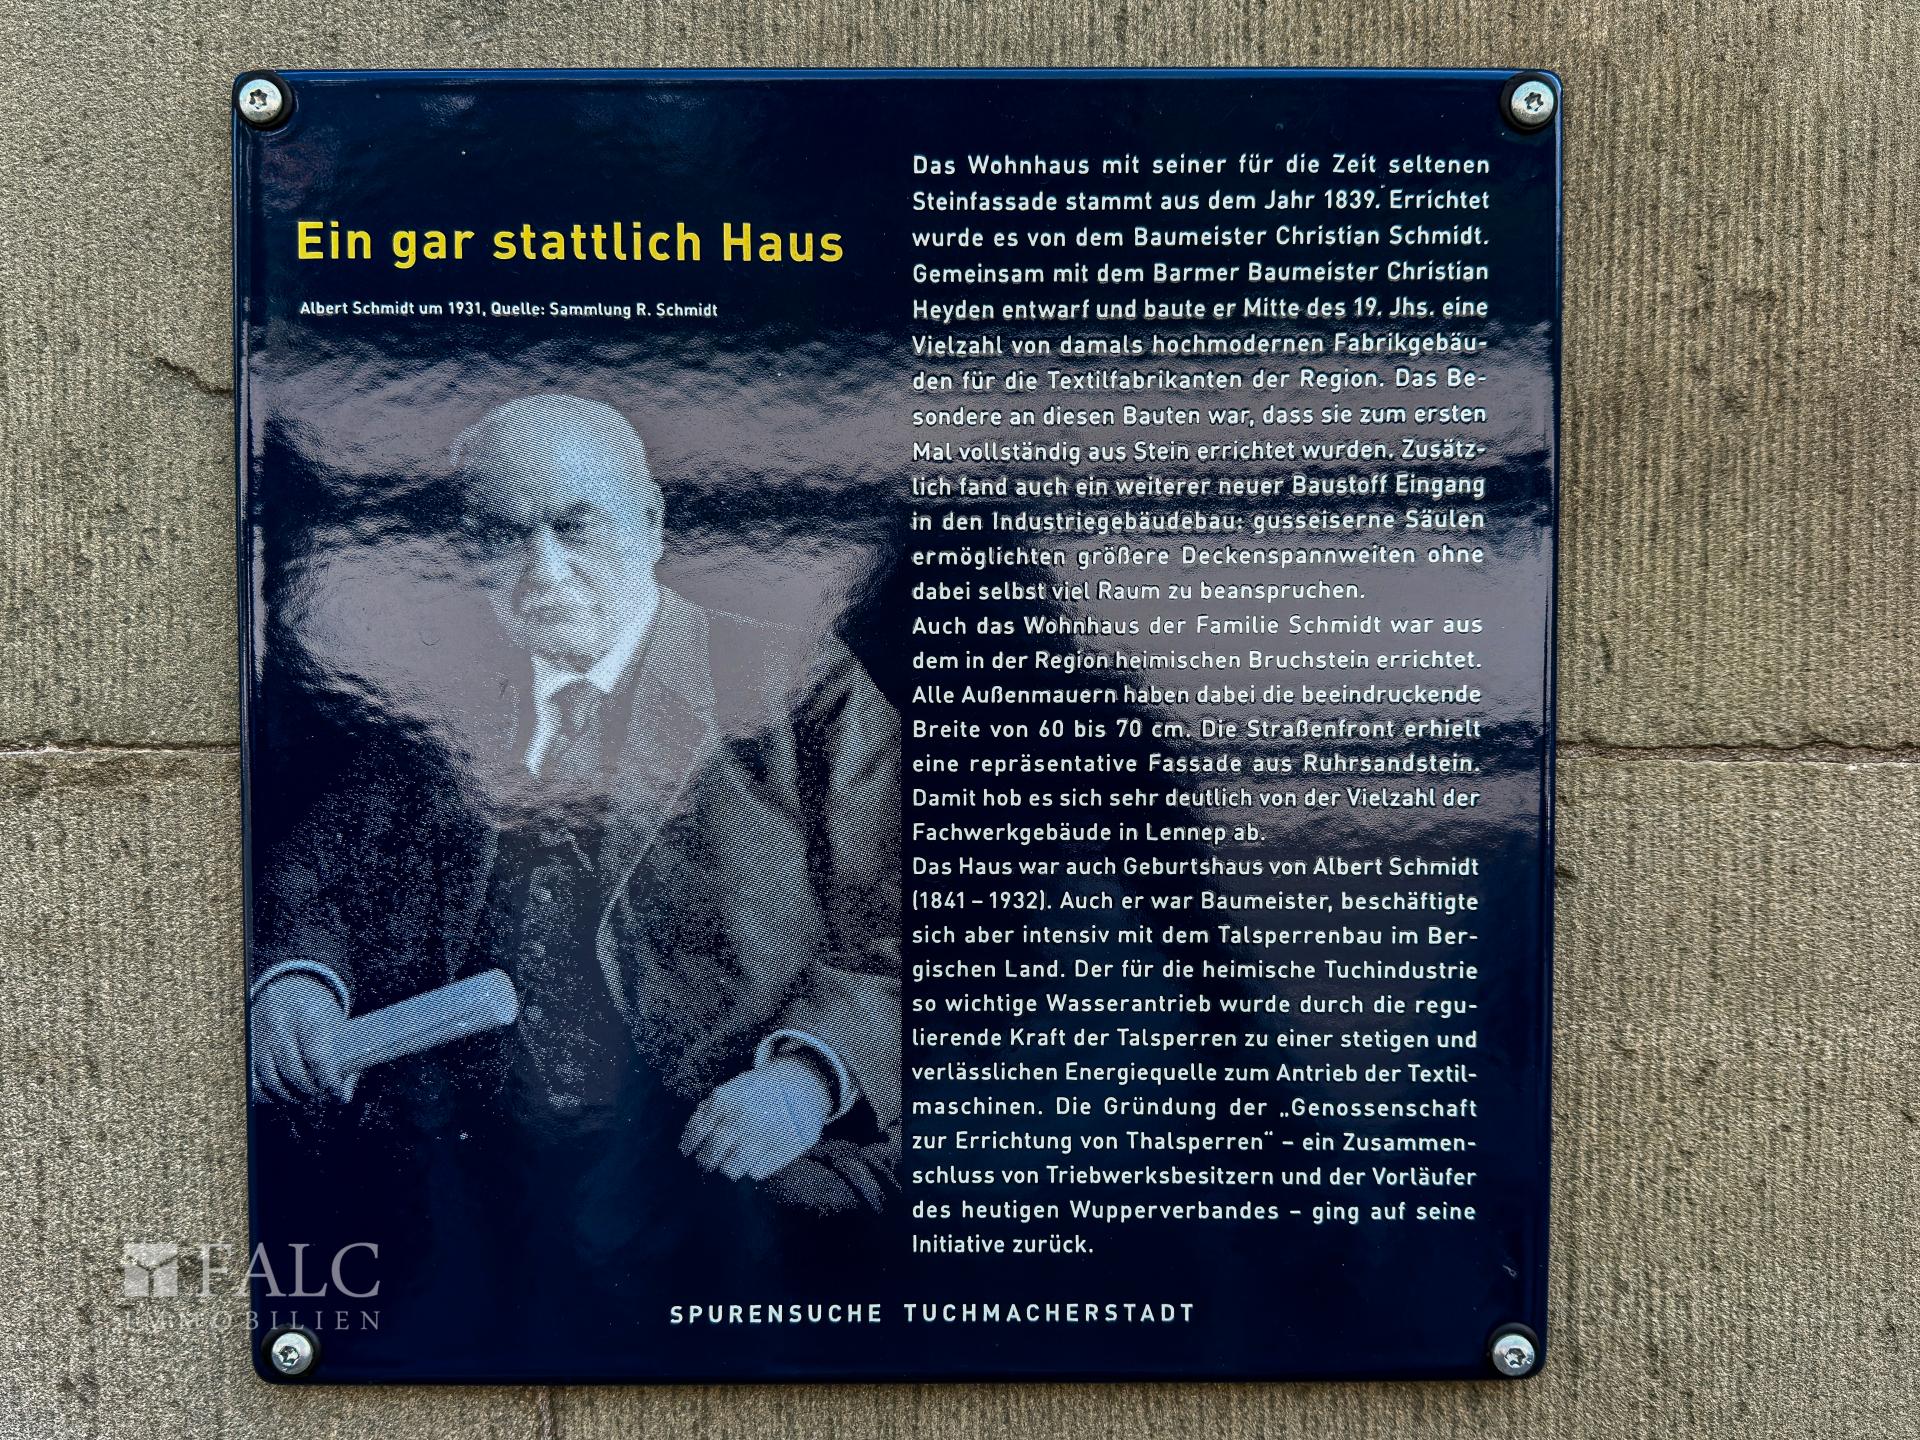 Ein gar stattlich Haus
Albert Schmidt um 1931, Quelle: Sammlung R. Schmidt
Das Wohnhaus mit seiner für die Zeit seltenen
Steinfassade stammt aus dem Jahr 1839. Errichtet
wurde es von dem Baumeister Christian Schmidt.
Gemeinsam mit dem Barmer Baumeister Christian
Heyden entwarf und baute er Mitte des 19. Jhs. eine
Vielzahl von damals hochmodernen Fabrikgebäu-
den für die Textilfabrikanten der Region. Das Be-
sondere an diesen Bauten war, dass sie zum ersten
Mal vollständig aus Stein errichtet wurden. Zusätz-
lich fand auch ein weiterer neuer Baustoff Eingang
in den Industriegebäudebau: gusseiserne Säulen
ermöglichten größere Deckenspannweiten ohne
dabei selbst viel Raum zu beanspruchen.
Auch das Wohnhaus der Familie Schmidt war aus
dem in der Region heimischen Bruchstein errichtet.
Alle Außenmauern haben dabei die beeindruckende
Breite von 60 bis 70 cm. Die Straßenfront erhielt
eine repräsentative Fassade aus Ruhrsandstein.
Damit hob es sich sehr deutlich von der Vielzahl der
Fachwerkgebäude in Lennep ab.
Das Haus war auch Geburtshaus von Albert Schmidt
(1841 – 1932). Auch er war Baumeister, beschäftigte
sich aber intensiv mit dem Talsperrenbau im Ber-
gischen Land. Der für die heimische Tuchindustrie
so wichtige Wasserantrieb wurde durch die regu-
lierende Kraft der Talsperren zu einer stetigen und
verlässlichen Energiequelle zum Antrieb der Textil-
maschinen. Die Gründung der „Genossenschaft
zur Errichtung von Thalsperren“ – ein Zusammen-
schluss von Triebwerksbesitzern und der Vorläufer
des heutigen Wupperverbandes – ging auf seine
Initiative zurück.
SPURENSUCHE TUCHMACHERSTADT
FALC
IMMOBILIEN